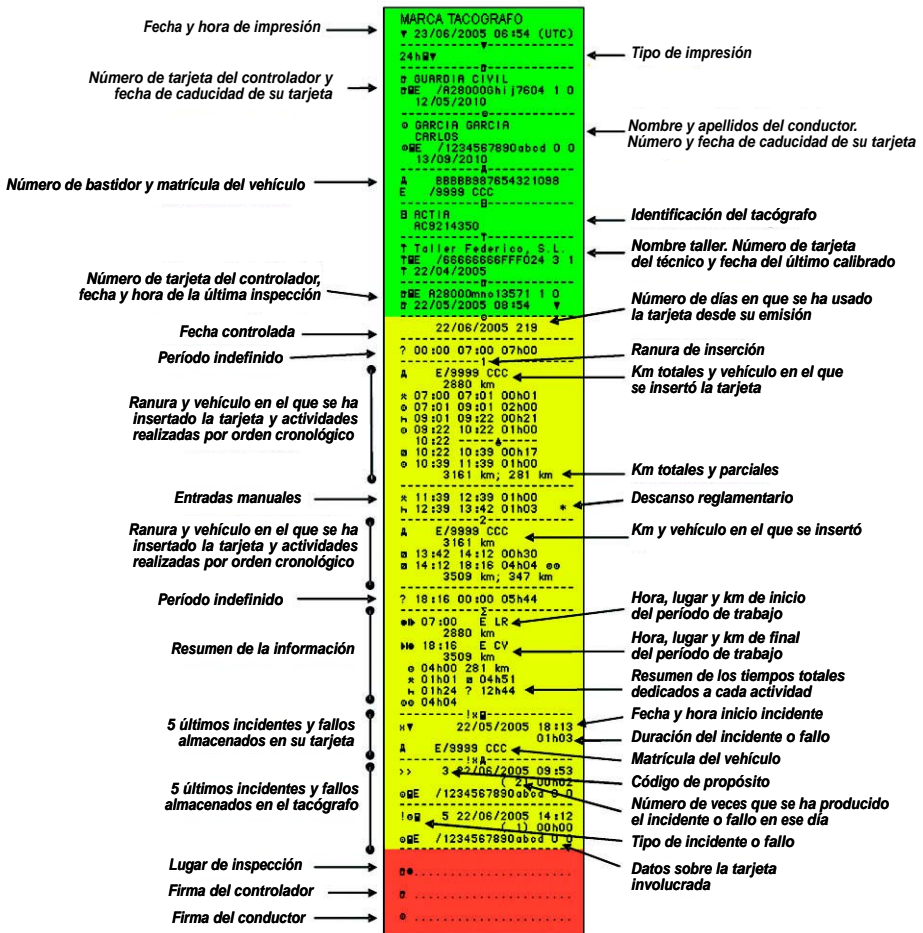 MARCA TACOGRAFO
▼ 23/06/2005 06:54 (UTC)
24h▼
GUARDIA CIVIL
E /A28000Ghij7604 1 0
12/05/2010
GARCIA GARCIA
CARLOS
E /1234567890abcd 0 0
13/09/2010
A BBBBB987654321098
E /9999 CCC
B ACTIA
AC9214350
T
T Taller Federico, S.L.
TE /66666666FFF024 3 1
T 22/04/2005
E A28000mno13571 1 0
22/05/2005 08:54 ▼
22/06/2005 219
? 00:00 07:00 07h00
1
A E/9999 CCC
2880 km
07:00 07:01 00h01
07:01 09:01 02h00
09:01 09:22 00h21
09:22 10:22 01h00
10:22
10:22 10:39 00h17
10:39 11:39 01h00
3161 km; 281 km
11:39 12:39 01h00
12:39 13:42 01h03 *
2
A E/9999 CCC
3161 km
13:42 14:12 00h30
14:12 18:16 04h04
3509 km; 347 km
? 18:16 00:00 05h44
Σ
07:00 E LR
2880 km
18:16 E CY
3509 km
04h00 281 km
01h01 04h51
01h24 ? 12h44
04h04
!x
x▼ 22/05/2005 18:13
01h03
A E/9999 CCC
!xA
>> 3 22/06/2005 09:53
( 2) 00h02
E /1234567890abcd 0 0
! 5 22/06/2005 14:12
( 1) 00h00
E /1234567890abcd 0 0
Fecha y hora de impresión
Número de tarjeta del controlador y
fecha de caducidad de su tarjeta
Número de bastidor y matrícula del vehículo
Número de tarjeta del controlador,
fecha y hora de la última inspección
Fecha controlada
Período indefinido
Ranura y vehículo en el que se ha
insertado la tarjeta y actividades
realizadas por orden cronológico
Entradas manuales
Ranura y vehículo en el que se ha
insertado la tarjeta y actividades
realizadas por orden cronológico
Período indefinido
Resumen de la información
5 últimos incidentes y fallos
almacenados en su tarjeta
5 últimos incidentes y fallos
almacenados en el tacógrafo
Lugar de inspección
Firma del controlador
Firma del conductor
Tipo de impresión
Nombre y apellidos del conductor.
Número y fecha de caducidad de su tarjeta
Identificación del tacógrafo
Nombre taller. Número de tarjeta
del técnico y fecha del último calibrado
Número de días en que se ha usado
la tarjeta desde su emisión
Ranura de inserción
Km totales y vehículo en el que
se insertó la tarjeta
Km totales y parciales
Descanso reglamentario
Km y vehículo en el que se insertó
Hora, lugar y km de inicio
del período de trabajo
Hora, lugar y km de final
del período de trabajo
Resumen de los tiempos totales
dedicados a cada actividad
Fecha y hora inicio incidente
Duración del incidente o fallo
Matrícula del vehículo
Código de propósito
Número de veces que se ha producido
el incidente o fallo en ese día
Tipo de incidente o fallo
Datos sobre la tarjeta
involucrada